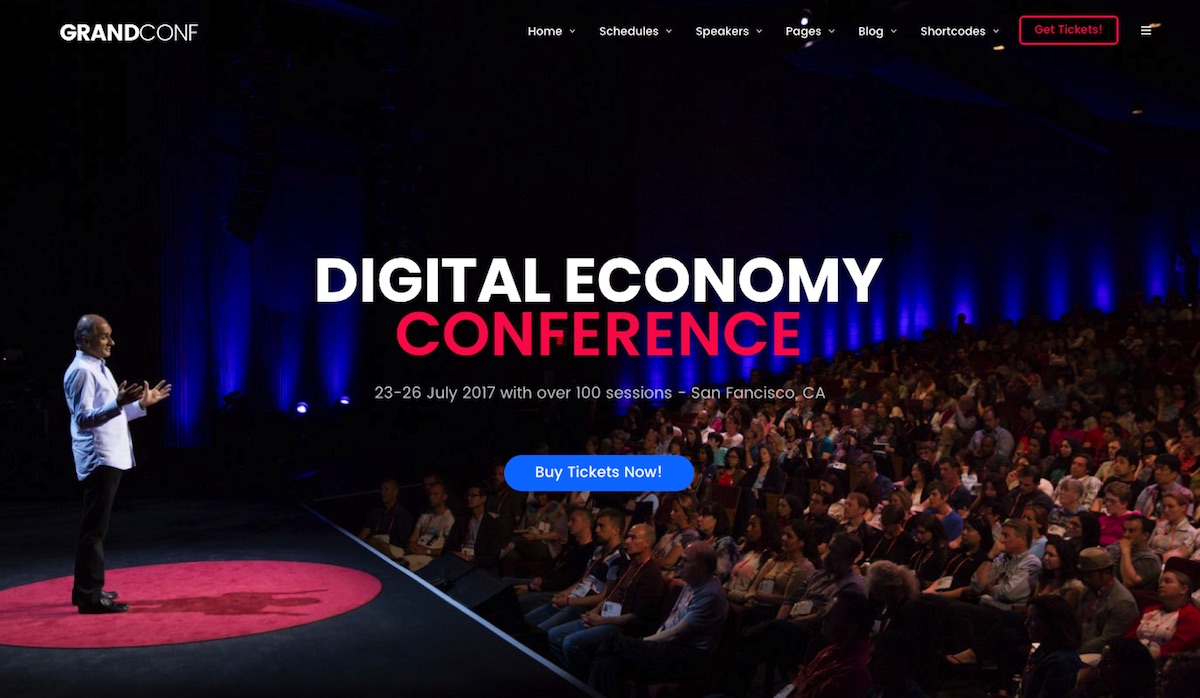 GRANDCONF
Home Schedules Speakers Pages Blog Shortcodes Get Tickets!
DIGITAL ECONOMY
CONFERENCE
23-26 July 2017 with over 100 sessions - San Fancisco, CA
Buy Tickets Now!